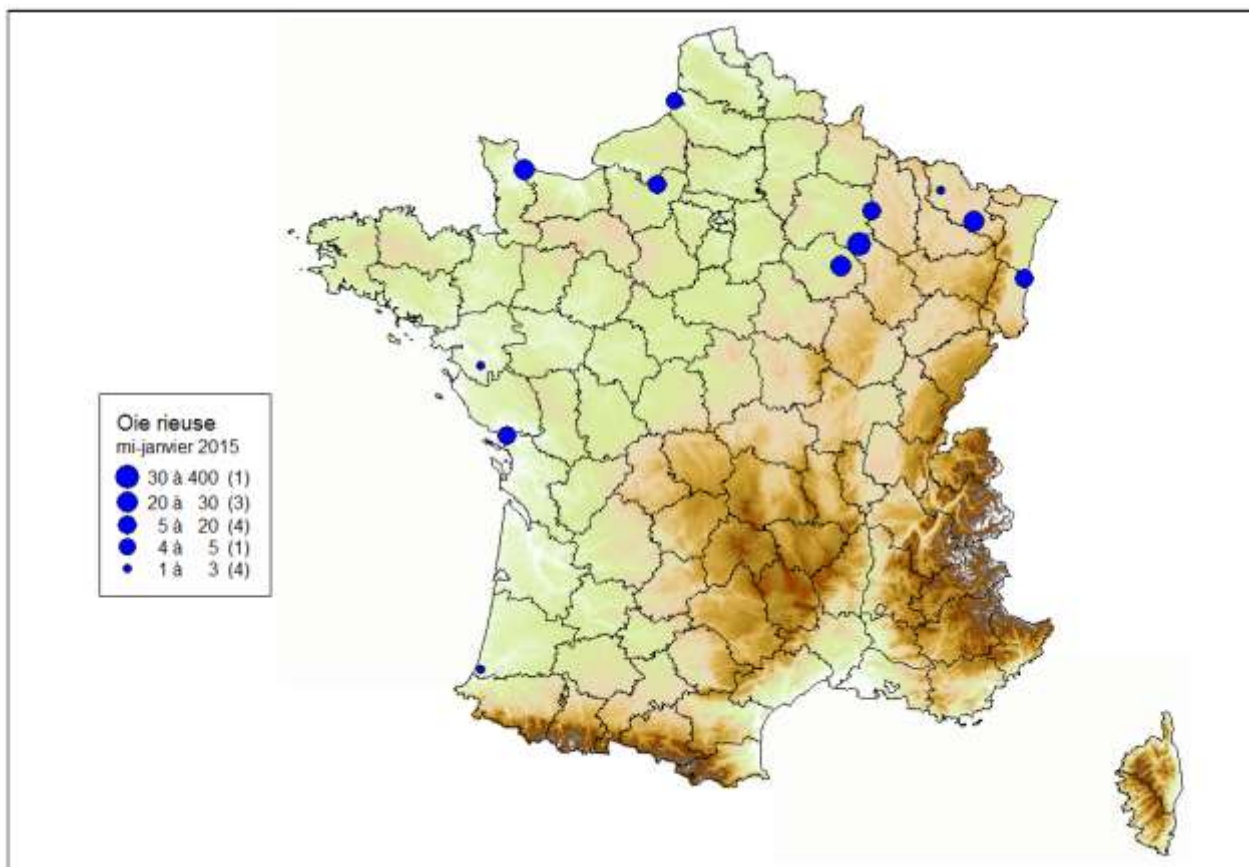 Oie rieuse
mi-janvier 2015
30 à 400 (1)
20 à 30 (3)
5 à 20 (4)
4 à 5 (1)
1 à 3 (4)